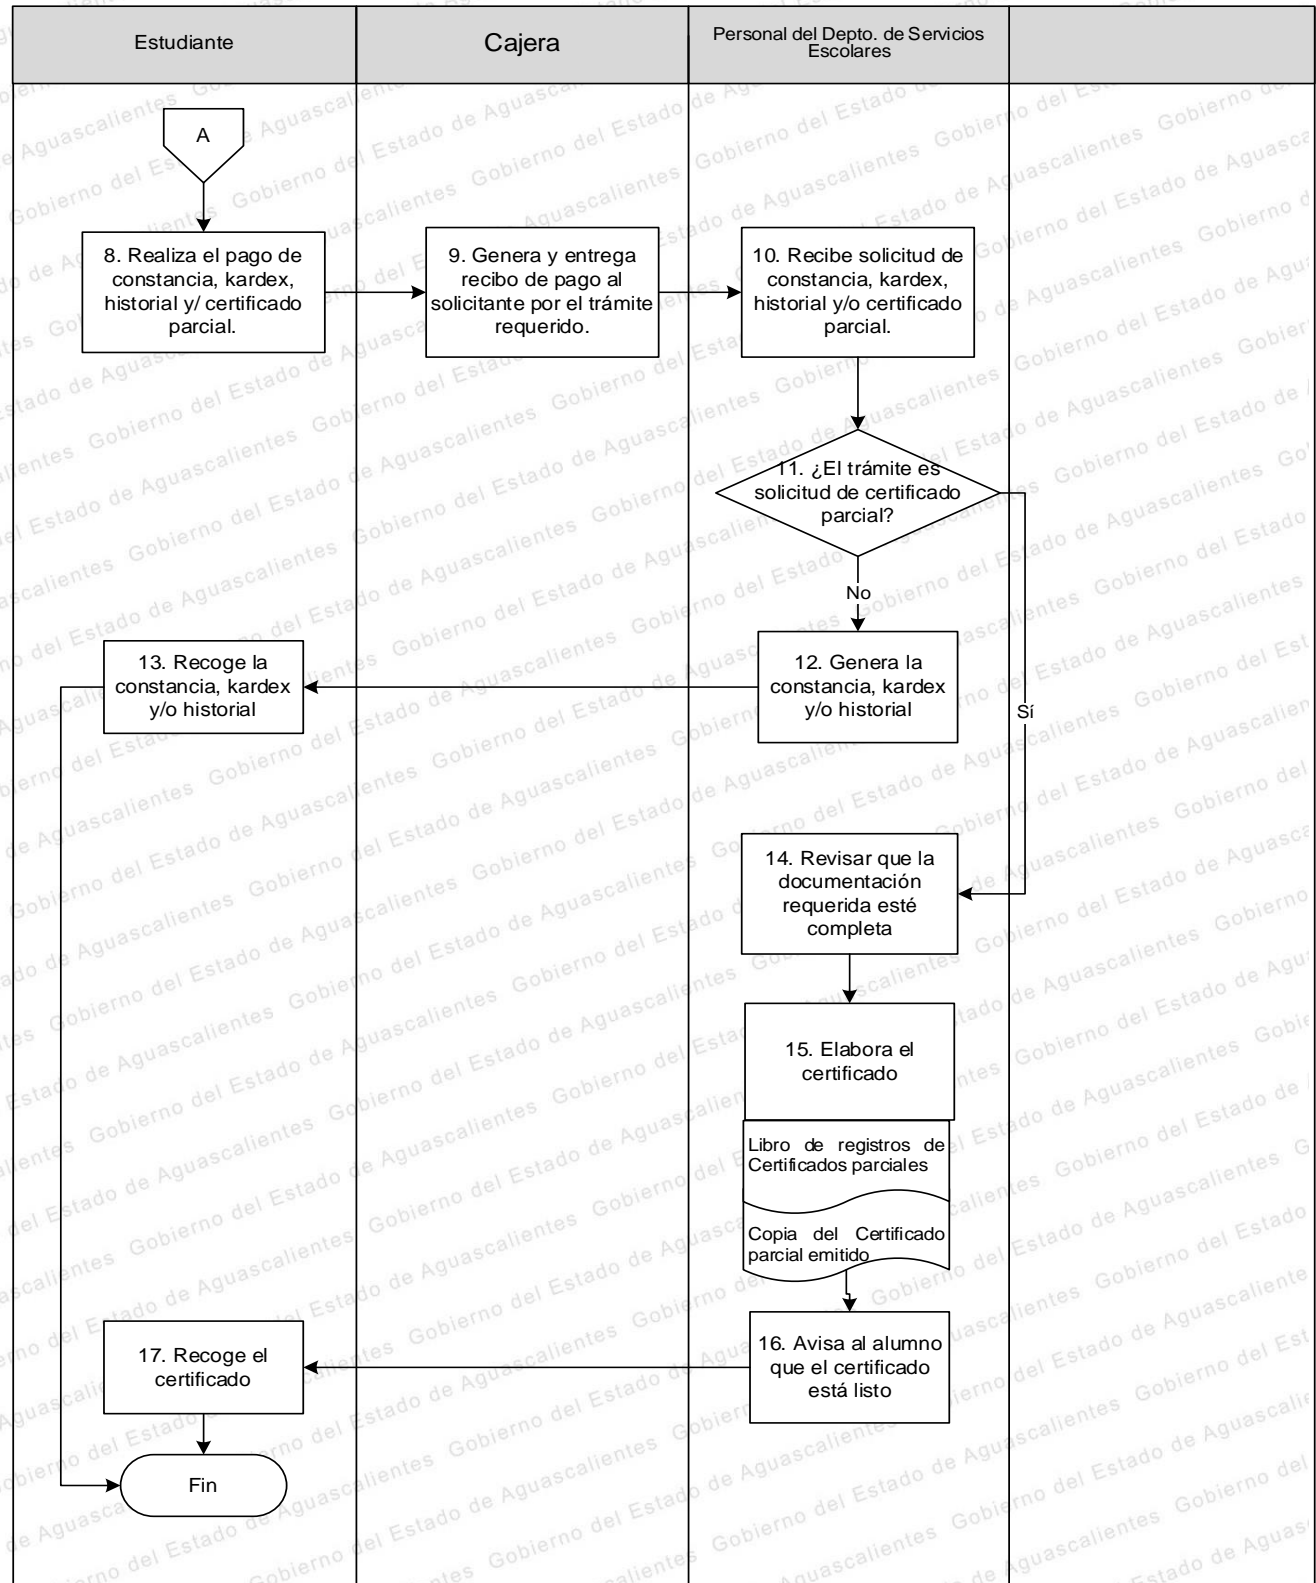 Estudiante
Cajera
Personal del Depto. de Servicios
Escolares
A
8. Realiza el pago de
constancia, kardex,
historial y/ certificado
parcial.
9. Genera y entrega
recibo de pago al
solicitante por el trámite
requerido.
10. Recibe solicitud de
constancia, kardex,
historial y/o certificado
parcial.
11. ¿El trámite es
solicitud de certificado
parcial?
No
Sí
12. Genera la
constancia, kardex
y/o historial
13. Recoge la
constancia, kardex
y/o historial
14. Revisar que la
documentación
requerida esté
completa
15. Elabora el
certificado
Libro de registros de
Certificados parciales
Copia del Certificado
parcial emitido
16. Avisa al alumno
que el certificado
está listo
17. Recoge el
certificado
Fin
Gobierno del Estado de Aguascalientes